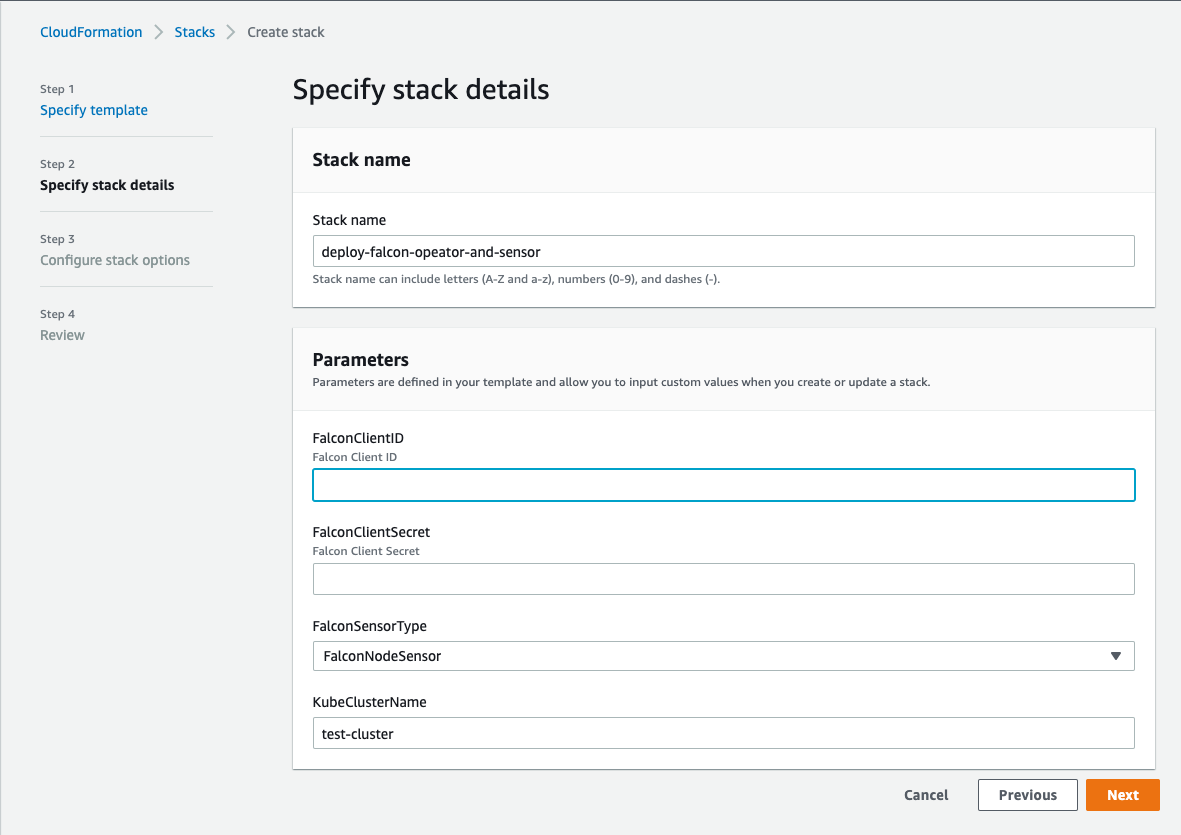 CloudFormation
Stacks
Create stack
Step 1
Specify template
Step 2
Specify stack details
Step 3
Configure stack options
Step 4
Review
Specify stack details
Stack name
Stack name
deploy-falcon-opeator-and-sensor
Stack name can include letters (A-Z and a-z), numbers (0-9), and dashes (-).
Parameters
Parameters are defined in your template and allow you to input custom values when you create or update a stack.
FalconClientID
Falcon Client ID
FalconClientSecret
Falcon Client Secret
FalconSensorType
FalconNodeSensor
KubeClusterName
test-cluster
Cancel
Previous
Next